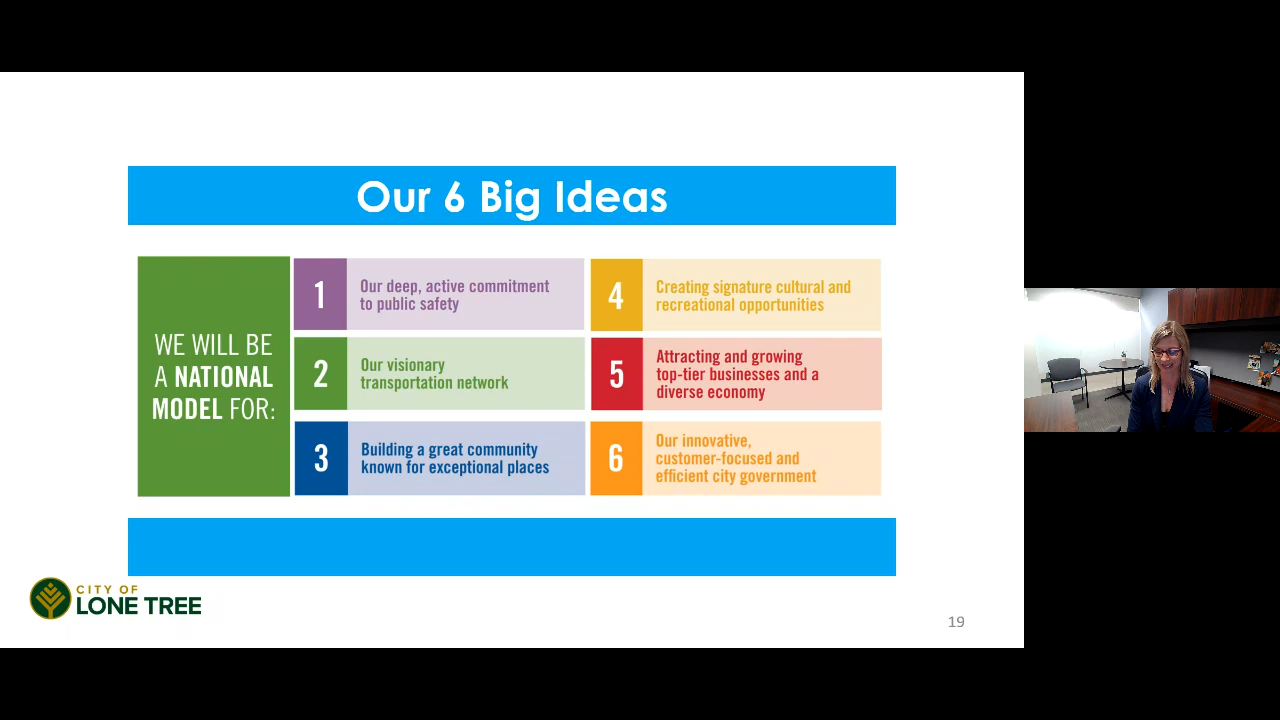 Our 6 Big Ideas
WE WILL BE
A NATIONAL
MODEL FOR:
1
Our deep, active commitment
to public safety
2
Our visionary
transportation network
3
Building a great community
known for exceptional places
4
Creating signature cultural and
recreational opportunities
5
Attracting and growing
top-tier businesses and a
diverse economy
6
Our innovative,
customer-focused and
efficient city government
CITY OF
LONE TREE
19